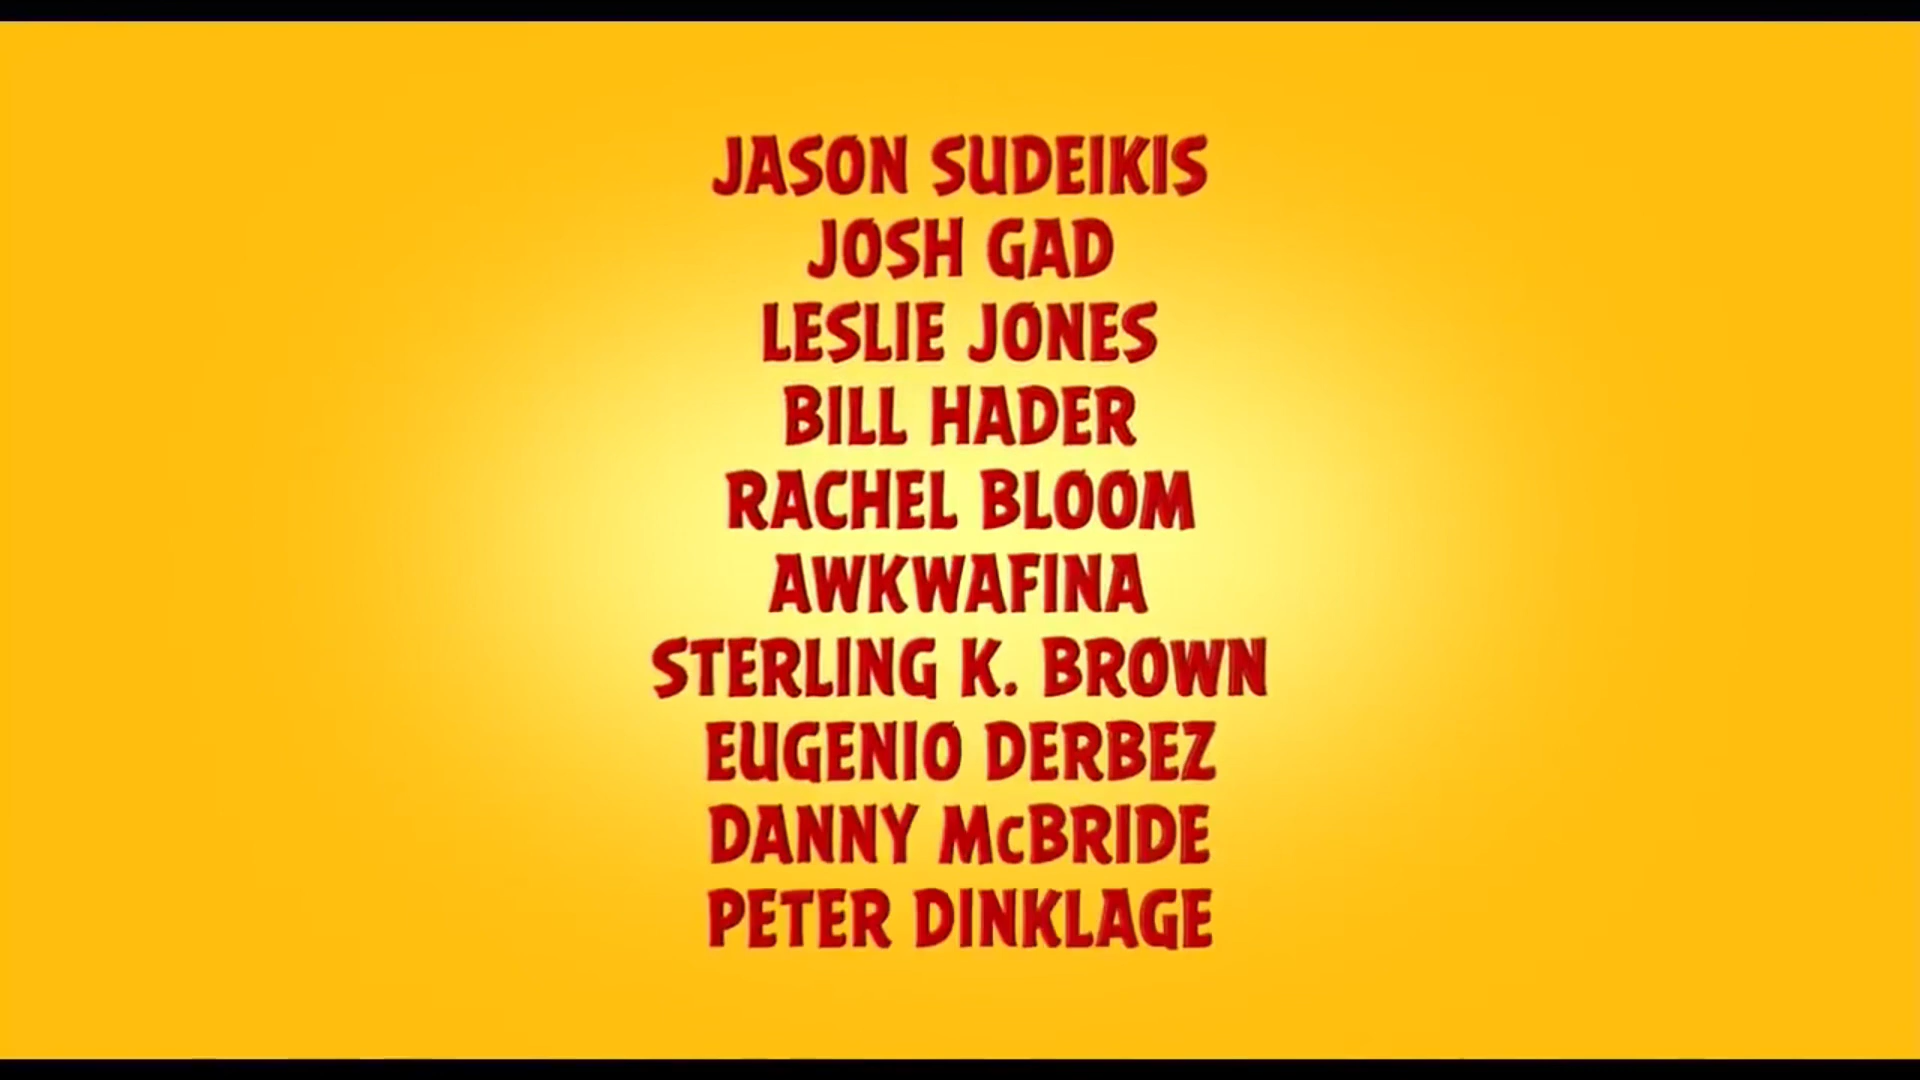 JASON SUDEIKIS
JOSH GAD
LESLIE JONES
BILL HADER
RACHEL BLOOM
AWKWAFINA
STERLING K. BROWN
EUGENIO DERBEZ
DANNY McBRIDE
PETER DINKLAGE